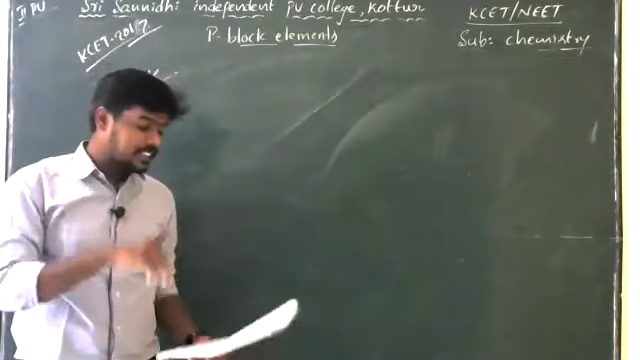 II PU
Sri Sannidhi independent PU college, Kottur
KCET/NEET
KCET-2017
P-block elements
Sub: chemistry